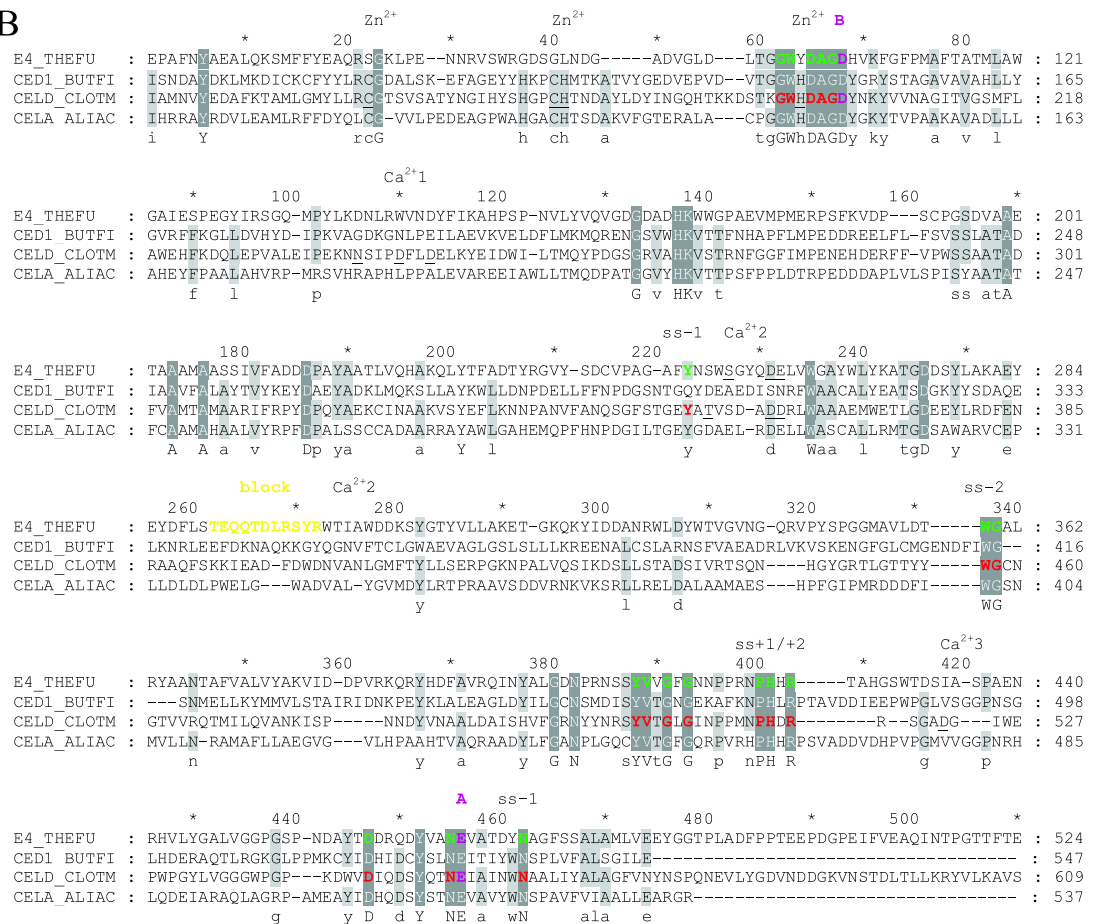 B
Zn2+ Zn2+ Zn2+ B
* 20 * 40 * 60 * 80
E4_THEFU : EPAFNYAEALQKSMFFYEAQRSGKLPE--NNRVSWRGDSGLNDG-----ADVGLD--LTGGWYDAGDHVKFGFPMAFTATMLAW : 121
CED1_BUTFI : ISNDAYDKLMKDICKCFYYLRCGDALSK-EFAGEYYHKPCHMTKATVYGEDVEPVD--VTGGWHDAGDYGRYSTAGAVAVAHLLY : 165
CELD_CLOTM : IAMNVYEDAFKTAMLGMYLLRCGTSVSATYNGIHYSHGPCHTNDAYLDYINGQHTKKDSTKGWHDAGDYNKYVVNAGITVGSMFL : 218
CELA_ALIAC : IHRRAYRDVLEAMLRFFDYQLCG-VVLPEDEAGPWAHGACHTSDAKVFGTERALA---CPGGWHDAGDYGKYTVPAAKAVADLLL : 163
i Y rcG h ch a tgGWhDAGDy ky a v l
Ca2+1
* 100 * 120 * 140 * 160 *
E4_THEFU : GAIESPEGYIRSGQ-MPYLKDNLRWVNDYFIKAHPSP-NVLYVQVGDGDADHKWWGPAEVMPMERPSFKVDP---SCPGSDVAAE : 201
CED1_BUTFI : GVRFFKGLLDVHYD-IPKVAGDKGNLPEILAEVKVELDFLMKMQRENGSVWHKVTTFNHAPFLMPEDDREELFL-FSVSSLATAD : 248
CELD_CLOTM : AWEHFKDQLEPVALEIPEKNNSIPDFLDELKYEIDWI-LTMQYPDGSGRVAHKVSTRNFGGFIMPENEHDERFF-VPWSSAATAD : 301
CELA_ALIAC : AHEYFPAALAHVRP-MRSVHRAPHLPPALEVAREEIAWLLTMQDPATGGVYHKVTTPSFPPLDTRPEDDDAPLVLSPISYAATAT : 247
f l p G v HKv t ss atA
ss-1 Ca2+2
180 * 200 * 220 * 240 *
E4_THEFU : TAAAMAASSIVFADDDPAYAATLVQHAKQLYTFADTYRGVY-SDCVPAG-AFYNSWSGYQDELVWGAYWLYKATGDDSYLAKAEY : 284
CED1_BUTFI : IAAVFALAYTVYKEYDAEYADKLMQKSLLAYKWLLDNPDELLFFNPDGSNTGQYDEAEDISNRFWAACALYEATSDGKYYSDAQE : 333
CELD_CLOTM : FVAMTAMAARIFRPYDPQYAEKCINAAKVSYEFLKNNPANVFANQSGFSTGEYATVSD-ADDRLWAAAEMWETLGDEEYLRDFEN : 385
CELA_ALIAC : FCAAMAHAALVYRPFDPALSSCCADAARRAYAWLGAHEMQPFHNPDGILTGEYGDAEL-RDELLWASCALLRMTGDSAWARVCEP : 331
A A a v Dp ya a Y l y d Waa l tgD y e
block Ca2+2 ss-2
260 * 280 * 300 * 320 * 340
E4_THEFU : EYDFLSTEQQTDLRSYRWTIAWDDKSYGTYVLLAKET-GKQKYIDDANRWLDYWTVGVNGQRVPYSPGGMAVLDT-----WGAL : 362
CED1_BUTFI : LKNRLEEFDKNAQKKGYQGNVFTCLGWAEVAGLGSLSLLLKREENALCSLARNSFVAEADRLVKVSKENGFGLCMGENDFIWG-- : 416
CELD_CLOTM : RAAQFSKKIEAD-FDWDNVANLGMFTYLLSERPGKNPALVQSIKDSLLSTADSIVRTSQN---HGYGRTLGTTYY-----WGCN : 460
CELA_ALIAC : LLDLDLPWELG---WADVAL-YGVMDYLRTPRAAVSDDVRNKVKSRLLRELDALAAMAES---HPFGIPMRDDDFI----WGSN : 404
y l d WG
ss+1/+2 Ca2+3
* 360 * 380 * 400 * 420
E4_THEFU : RYAANTAFVALVYAKVID-DPVRKQRYHDFAVRQINYALGDNPRNSSYVVGFGNNPPRNPHHR-----TAHGSWTDSIA-SPAEN : 440
CED1_BUTFI : ---SNMELLKYMMVLSTAIRIDNKPEYKLALEAGLDYILGCNSMDISYVTGNGEKAFKNPHLRPTAVDDIEEPWPGLVSGGPNSG : 498
CELD_CLOTM : GTVVRQTMILQVANKISP-----NNDYVNAALDAISHVFGRNYYNRSYVTGLGINPPMNPHDR-------R-SGADG---IWE : 527
CELA_ALIAC : MVLLN-RAMAFLLAEGVG---VLHPAAHTVAQRAADYLFGANPLGQCYVTGFGQRPVRHPHHRPSVADDVDHPVPGMVVGGPNRH : 485
n y a y G N sYVtG G p nPH R g p
A ss-1
* 440 * 460 * 480 * 500 *
E4_THEFU : RHVLYGALVGGPGSP-NDAYTDDRQDYVANEVATDYNAGFSSALAMLVEEYGGTPLADFPPTEEPDGPEIFVEAQINTPGTTFTE : 524
CED1_BUTFI : LHDERAQTLRGKGLPPMKCYIDHIDCYSLNEITIYWNSPLVFALSGILE------------------------------------ : 547
CELD_CLOTM : PWPGYLVGGGWPGP--KDWVDIQDSYQTNEIAINWNAALIYALAGFVNYNSPQNEVLYGDVNDDGKVNSTDLTLLKRYVLKAVS : 609
CELA_ALIAC : LQDEIARAQLAGRP-AMEAYIDHQDSYSTNEVAVYWNSPAVFVIAALLEARGR-------------------------------- : 537
g y D d Y NE a wN ala e